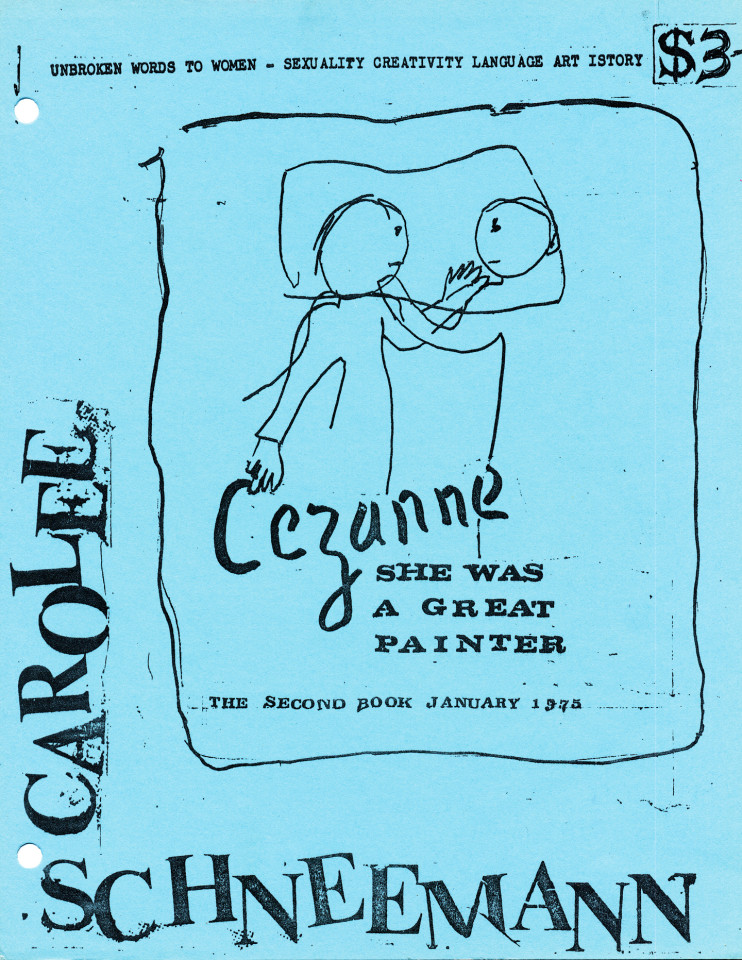 UNBROKEN WORDS TO WOMEN – SEXUALITY CREATIVITY LANGUAGE ART ISTORY
$3-
Cezanne
SHE WAS
A GREAT
PAINTER
THE SECOND BOOK JANUARY 1975
CAROLEE
SCHNEEMANN